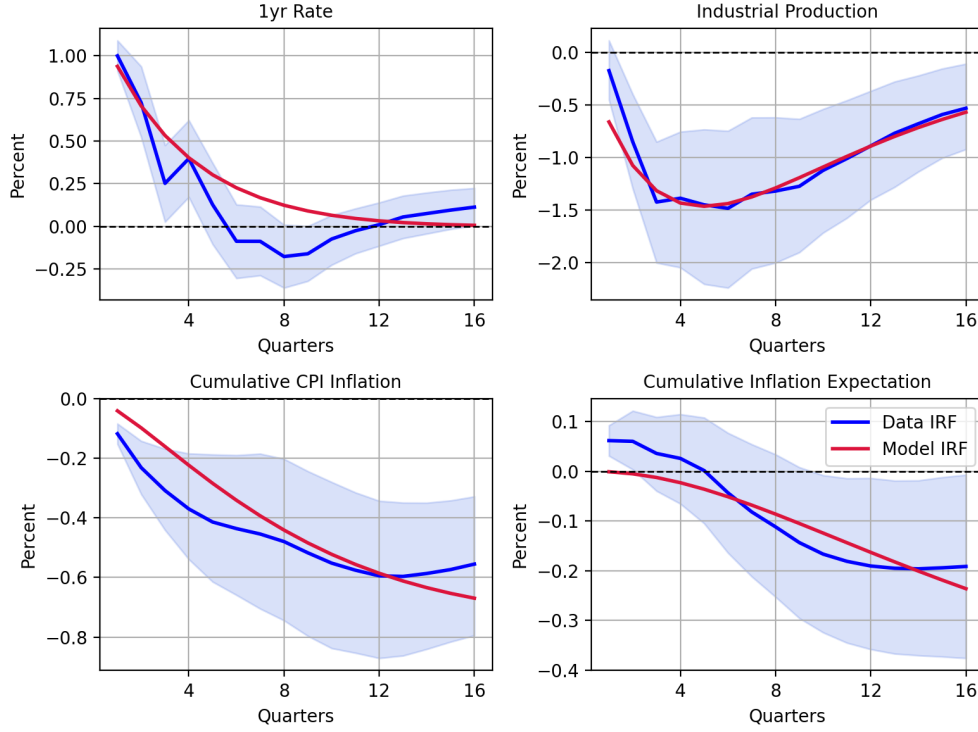 1yr Rate
Percent
1.00
0.75
0.50
0.25
0.00
−0.25
4
8
12
16
Quarters
Industrial Production
Percent
0.0
−0.5
−1.0
−1.5
−2.0
4
8
12
16
Quarters
Cumulative CPI Inflation
Percent
0.0
−0.2
−0.4
−0.6
−0.8
4
8
12
16
Quarters
Cumulative Inflation Expectation
Percent
0.1
0.0
−0.1
−0.2
−0.3
−0.4
Data IRF
Model IRF
4
8
12
16
Quarters